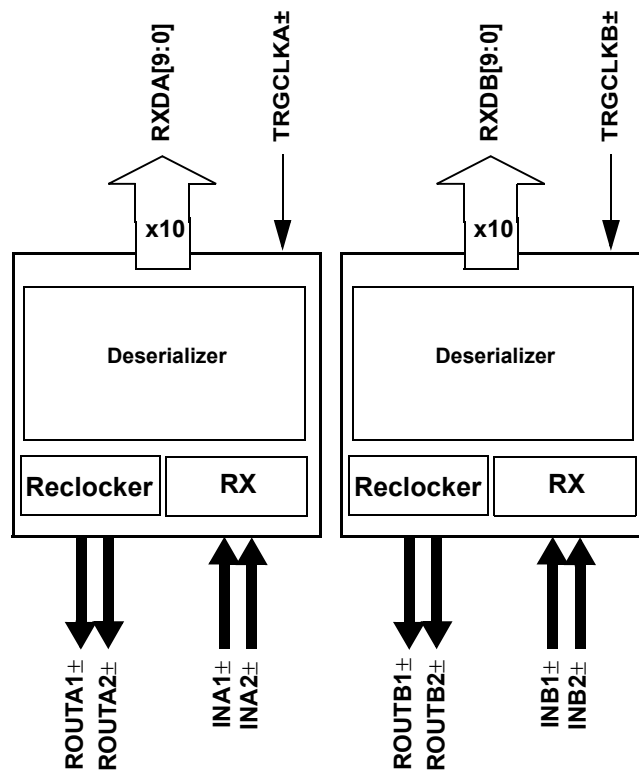 RXDA[9:0]
TRGCLKA±
RXDB[9:0]
TRGCLKB±
x10
x10
Deserializer
Deserializer
Reclocker
RX
Reclocker
RX
ROUTA1±
ROUTA2±
INA1±
INA2±
ROUTB1±
ROUTB2±
INB1±
INB2±